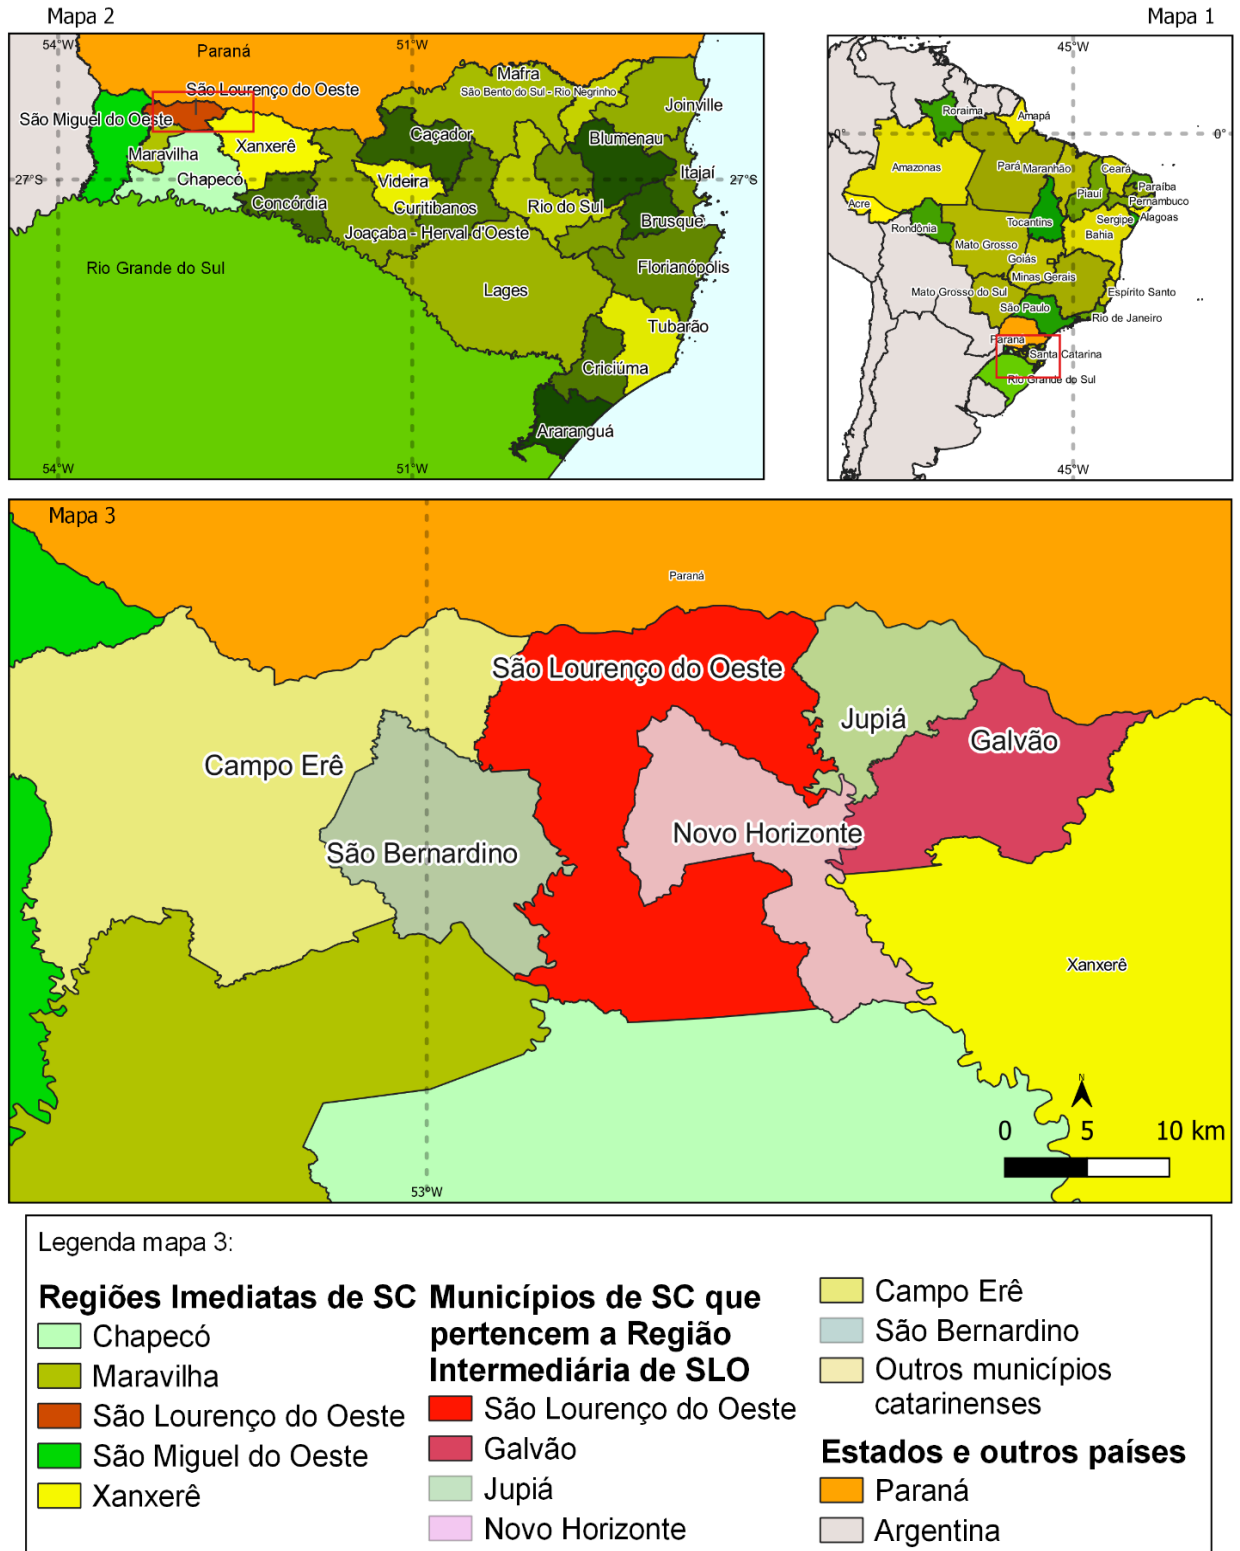 Mapa 2
54°W
51°W
Paraná
São Lourenço do Oeste
São Miguel do Oeste
Maravilha
Xanxerê
Chapecó
27°S
Concórdia
Mafra
São Bento do Sul - Rio Negrinho
Joinville
Caçador
Blumenau
Itajaí
27°S
Videira
Curitibanos
Rio do Sul
Brusque
Joaçaba - Herval d'Oeste
Florianópolis
Rio Grande do Sul
Lages
Tubarão
Criciúma
Araranguá
54°W
51°W
Mapa 1
45°W
Roraima
Amapá
0°
0°
Amazonas
Pará
Maranhão
Ceará
Acre
Piauí
Paraíba
Pernambuco
Rondônia
Tocantins
Sergipe
Alagoas
Mato Grosso
Bahia
Goiás
Minas Gerais
Mato Grosso do Sul
Espírito Santo
São Paulo
Rio de Janeiro
Paraná
Santa Catarina
Rio Grande do Sul
45°W
Mapa 3
Paraná
São Lourenço do Oeste
Jupiá
Galvão
Campo Erê
Novo Horizonte
São Bernardino
Xanxerê
N
0 5 10 km
53°W
Legenda mapa 3:
Regiões Imediatas de SC
Chapecó
Maravilha
São Lourenço do Oeste
São Miguel do Oeste
Xanxerê
Municípios de SC que
pertencem a Região
Intermediária de SLO
São Lourenço do Oeste
Galvão
Jupiá
Novo Horizonte
Campo Erê
São Bernardino
Outros municípios
catarinenses
Estados e outros países
Paraná
Argentina